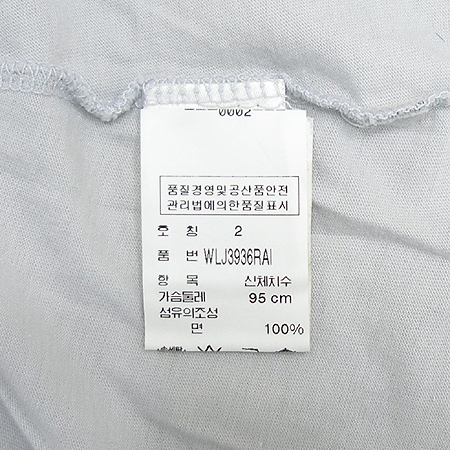 0002
품질경영및공산품안전
관리법에의한품질표시
호 칭 2
품 번 WLJ3936RAI
항 목 신체치수
가슴둘레 95 cm
섬유의조성
면 100%